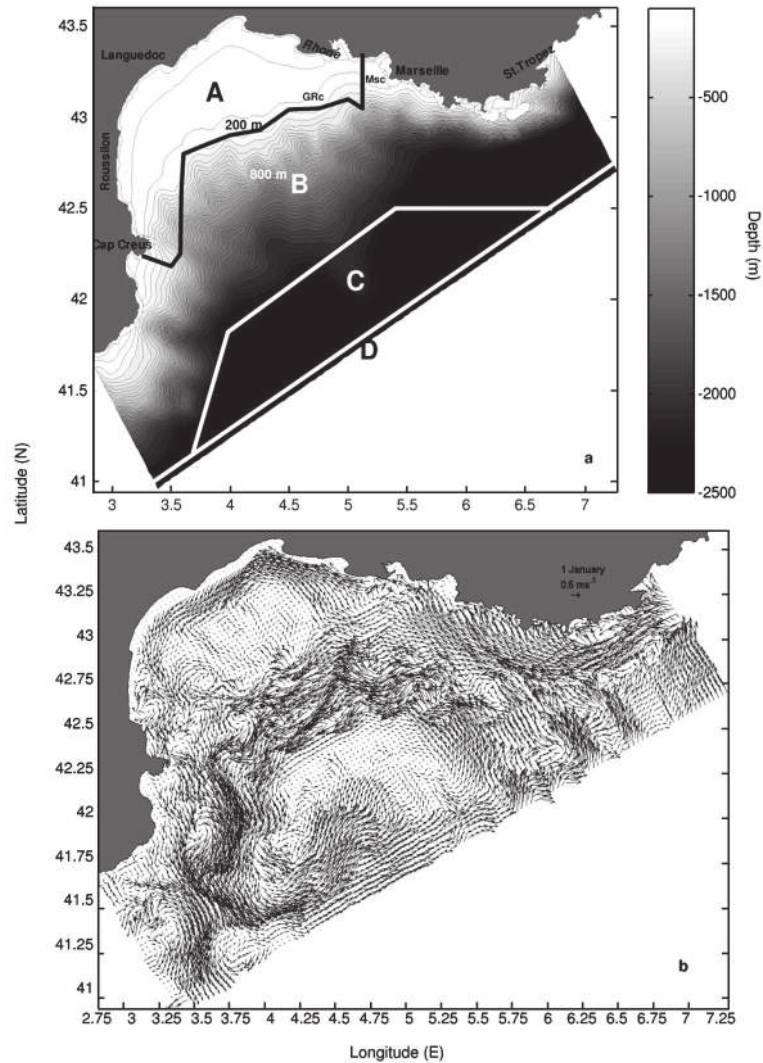 43.5
Languedoc
Rhone
St.Tropez
A
Msc
Marseille
GRc
-500
43
200 m
Roussilon
800 m
B
-1000
42.5
Cap Creus
Depth (m)
C
-1500
42
D
41.5
-2000
a
41
-2500
3 3.5 4 4.5 5 5.5 6 6.5 7
Latitude (N)
43.5
1 January
43.25
0.5 ms⁻¹
43
42.75
42.5
42.25
42
41.75
41.5
41.25
b
41
2.75 3 3.25 3.5 3.75 4 4.25 4.5 4.75 5 5.25 5.5 5.75 6 6.25 6.5 6.75 7 7.25
Longitude (E)